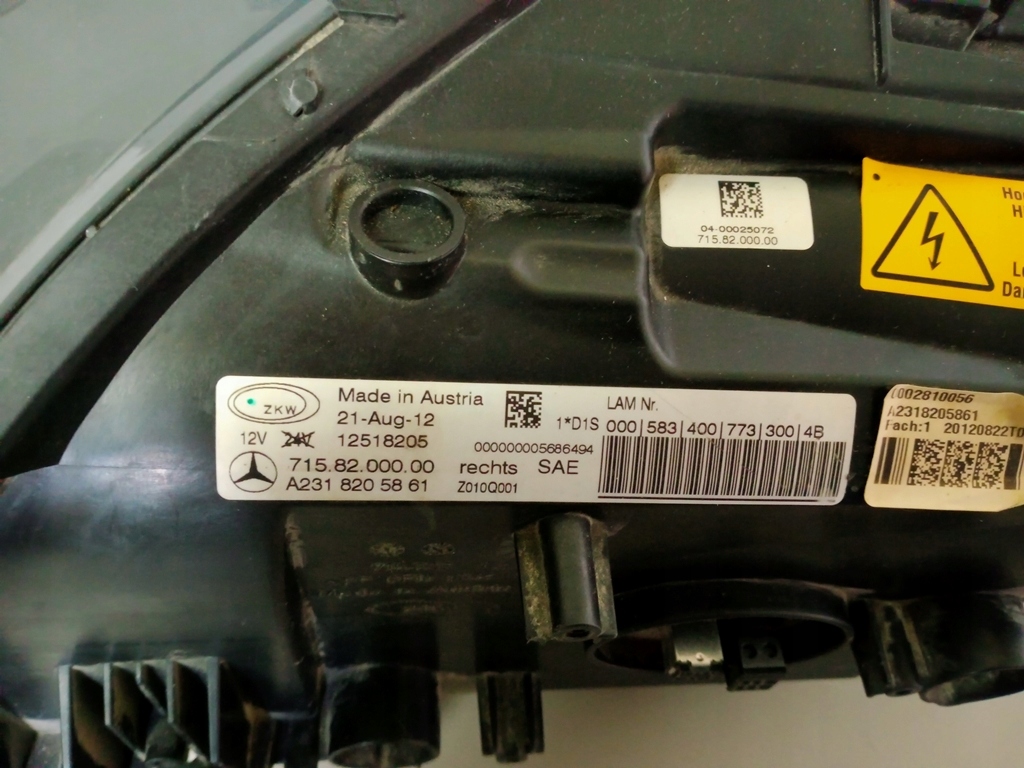 04-00025072
715.82.000.00
ZKW
Made in Austria
21-Aug-12
12V 24V 12518205
715.82.000.00
A231 820 58 61
1*D1S
000000005686494
rechts SAE
Z010Q001
LAM Nr.
000|583|400|773|300|4B
A2318205861
Fach:1 20120822T0